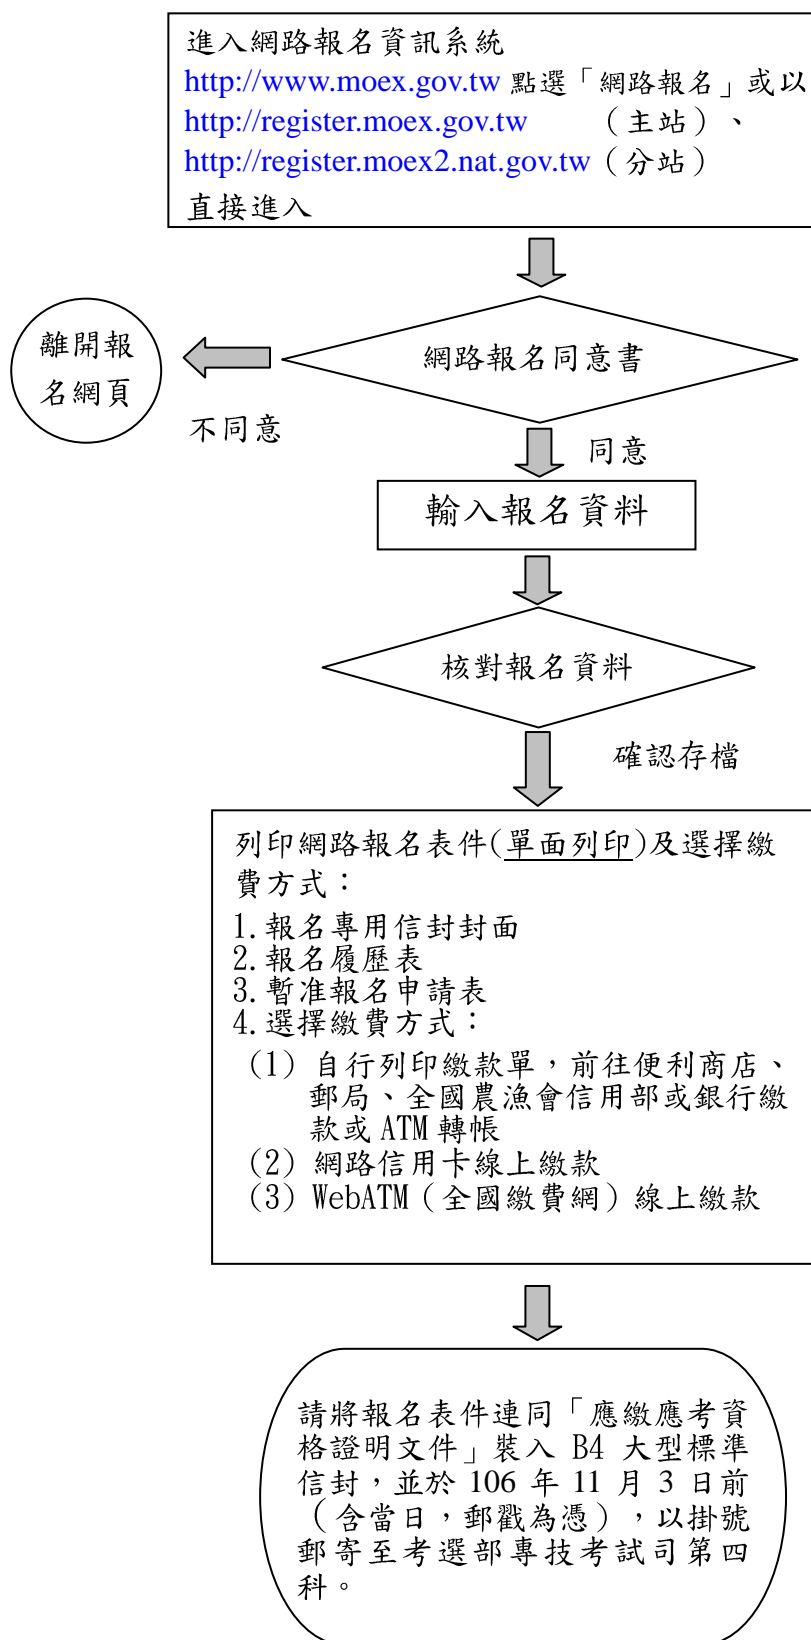 進入網路報名資訊系統
http://www.moex.gov.tw 點選「網路報名」或以
http://register.moex.gov.tw （主站）、
http://register.moex2.nat.gov.tw（分站）
直接進入
網路報名同意書
離開報
名網頁
不同意
同意
輸入報名資料
核對報名資料
確認存檔
列印網路報名表件(單面列印)及選擇繳
費方式：
1.報名專用信封封面
2.報名履歷表
3.暫准報名申請表
4.選擇繳費方式：
(1) 自行列印繳款單，前往便利商店、
郵局、全國農漁會信用部或銀行繳
款或 ATM 轉帳
(2) 網路信用卡線上繳款
(3) WebATM（全國繳費網）線上繳款
請將報名表件連同「應繳應考資
格證明文件」裝入 B4 大型標準
信封，並於 106 年 11 月 3 日前
（含當日，郵戳為憑），以掛號
郵寄至考選部專技考試司第四
科。